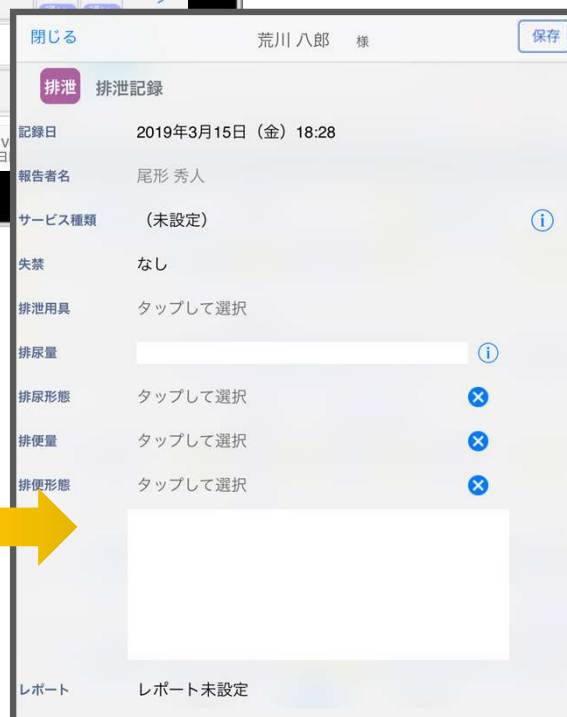 閉じる 荒川 八郎 様 保存
排泄 排泄記録
記録日 2019年3月15日（金）18:28
報告者名 尾形 秀人
サービス種類 （未設定）
失禁 なし
排泄用具 タップして選択
排尿量
排尿形態 タップして選択
排便量 タップして選択
排便形態 タップして選択
レポート レポート未設定